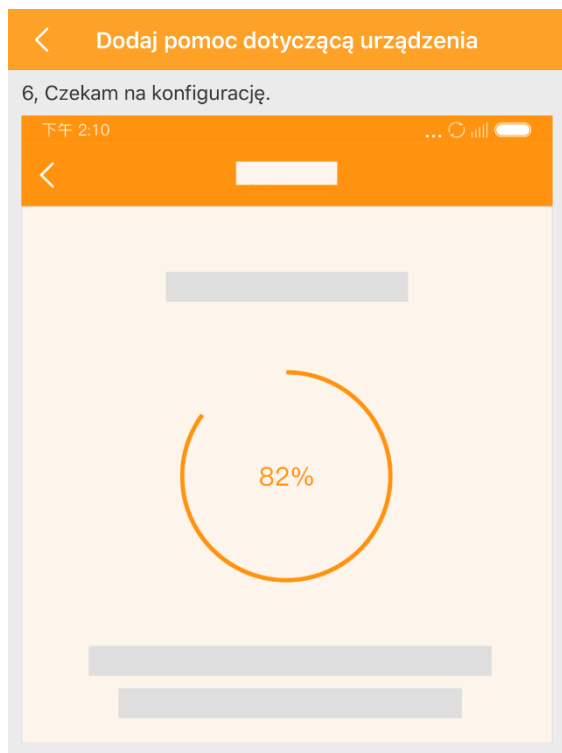 Dodaj pomoc dotyczącą urządzenia
6, Czekam na konfigurację.
下午 2:10
82%